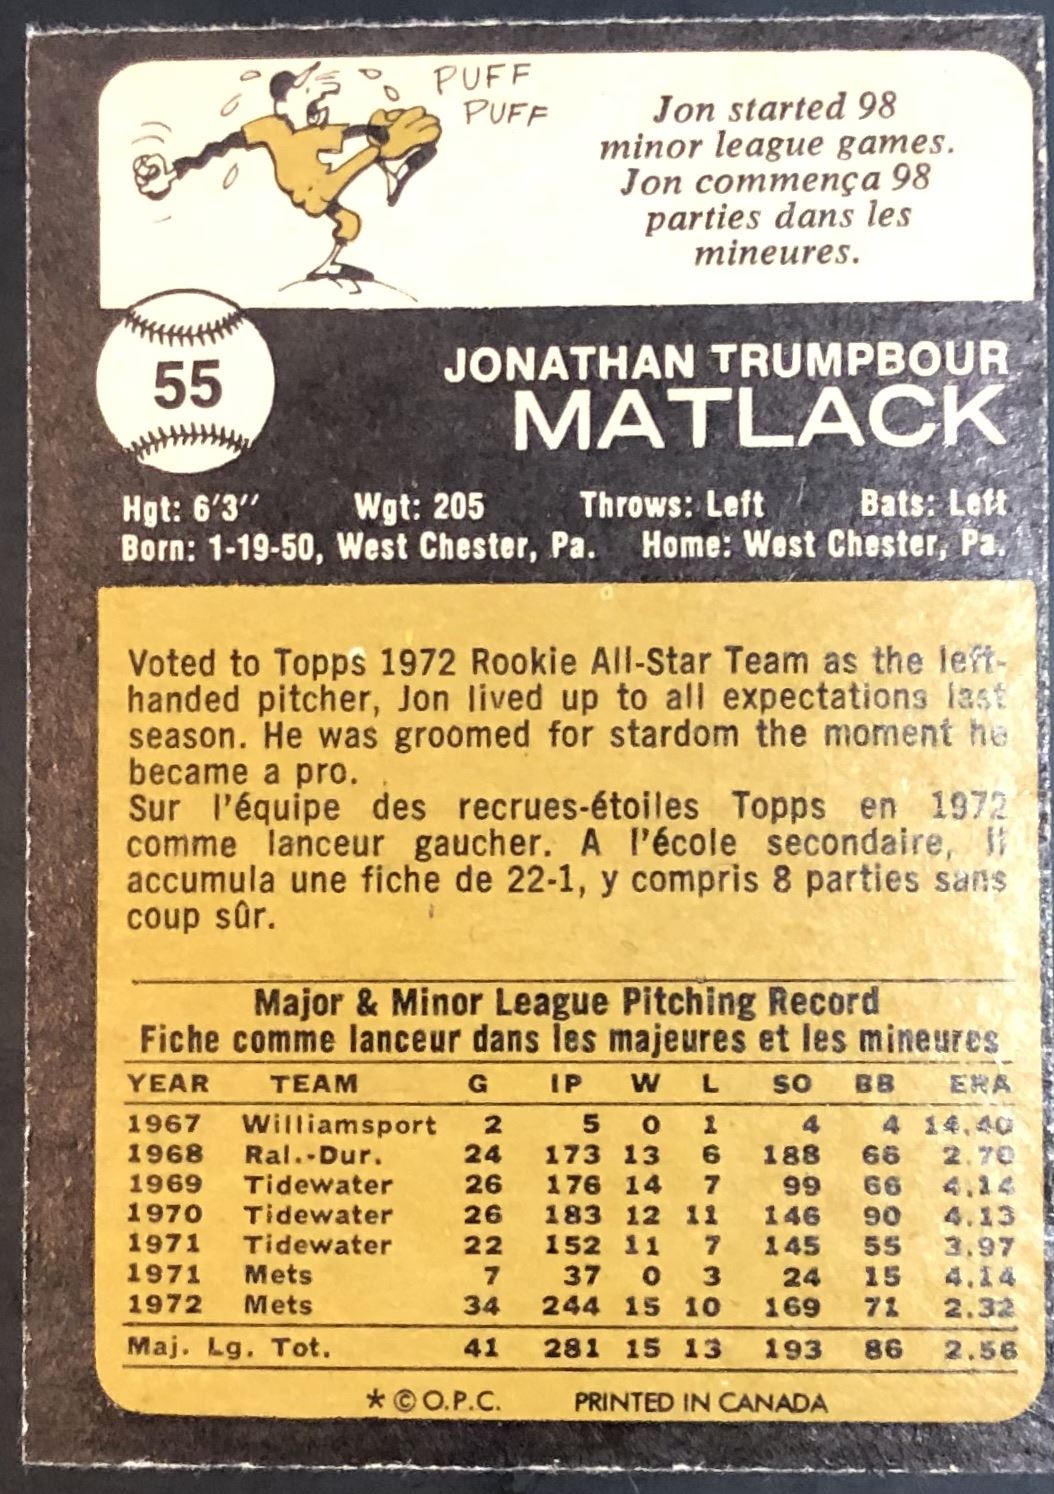 PUFF
PUFF
Jon started 98
minor league games.
Jon commença 98
parties dans les
mineures.
55
JONATHAN TRUMPBOUR
MATLACK
Hgt: 6'3" Wgt: 205 Throws: Left Bats: Left
Born: 1-19-50, West Chester, Pa. Home: West Chester, Pa.
Voted to Topps 1972 Rookie All-Star Team as the left-
handed pitcher, Jon lived up to all expectations last
season. He was groomed for stardom the moment he
became a pro.
Sur l'équipe des recrues-étoiles Topps en 1972
comme lanceur gaucher. A l'école secondaire, il
accumula une fiche de 22-1, y compris 8 parties sans
coup sûr.
Major & Minor League Pitching Record
Fiche comme lanceur dans les majeures et les mineures
YEAR TEAM G IP W L SO BB ERA
1967 Williamsport 2 5 0 1 4 4 14.40
1968 Ral.-Dur. 24 173 13 6 188 66 2.70
1969 Tidewater 26 176 14 7 99 66 4.14
1970 Tidewater 26 183 12 11 146 90 4.13
1971 Tidewater 22 152 11 7 145 55 3.97
1971 Mets 7 37 0 3 24 15 4.14
1972 Mets 34 244 15 10 169 71 2.32
Maj. Lg. Tot. 41 281 15 13 193 86 2.56
* © O.P.C. PRINTED IN CANADA